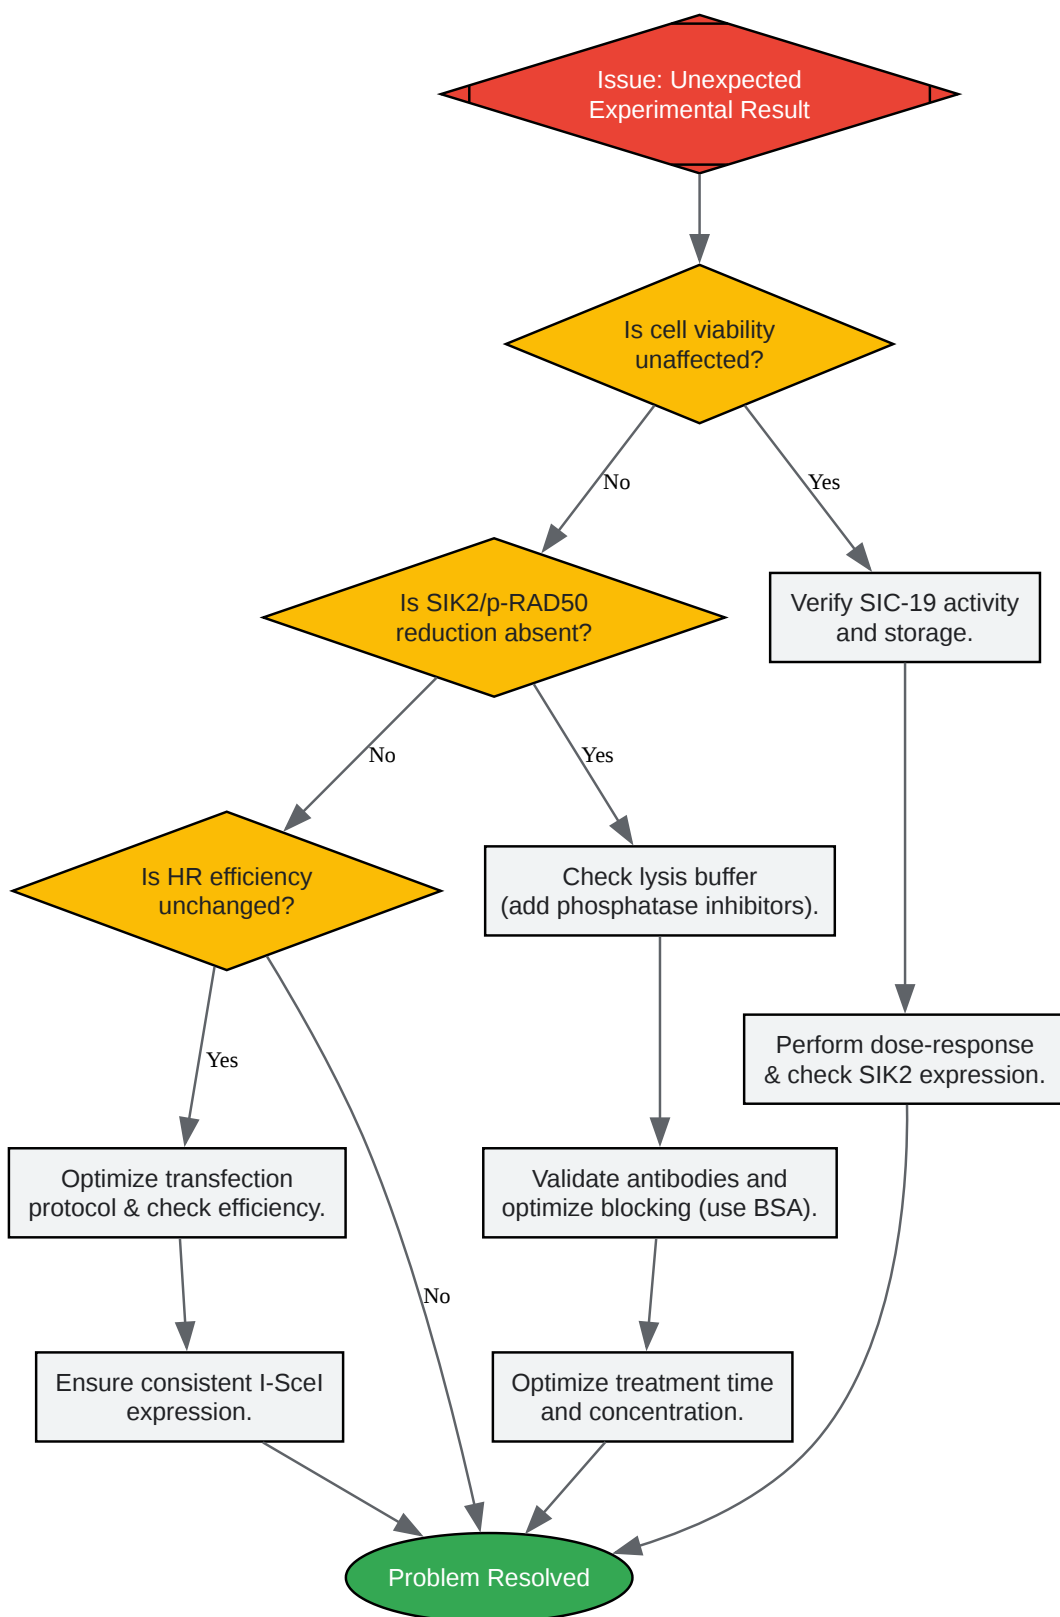 Issue: Unexpected
Experimental Result
Is cell viability
unaffected?
No
Yes
Is SIK2/p-RAD50
reduction absent?
Verify SIC-19 activity
and storage.
No
Yes
Is HR efficiency
unchanged?
Check lysis buffer
(add phosphatase inhibitors).
Yes
Perform dose-response
& check SIK2 expression.
Optimize transfection
protocol & check efficiency.
Validate antibodies and
optimize blocking (use BSA).
No
Ensure consistent I-SceI
expression.
Optimize treatment time
and concentration.
Problem Resolved